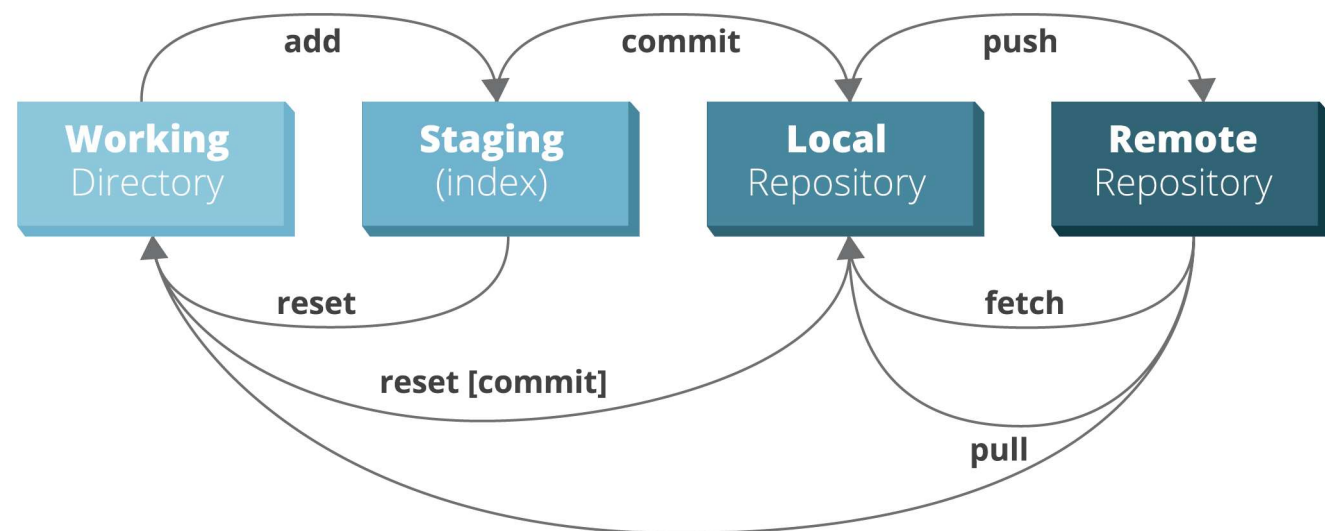 add
commit
push
Working
Directory
Staging
(index)
Local
Repository
Remote
Repository
reset
fetch
reset [commit]
pull